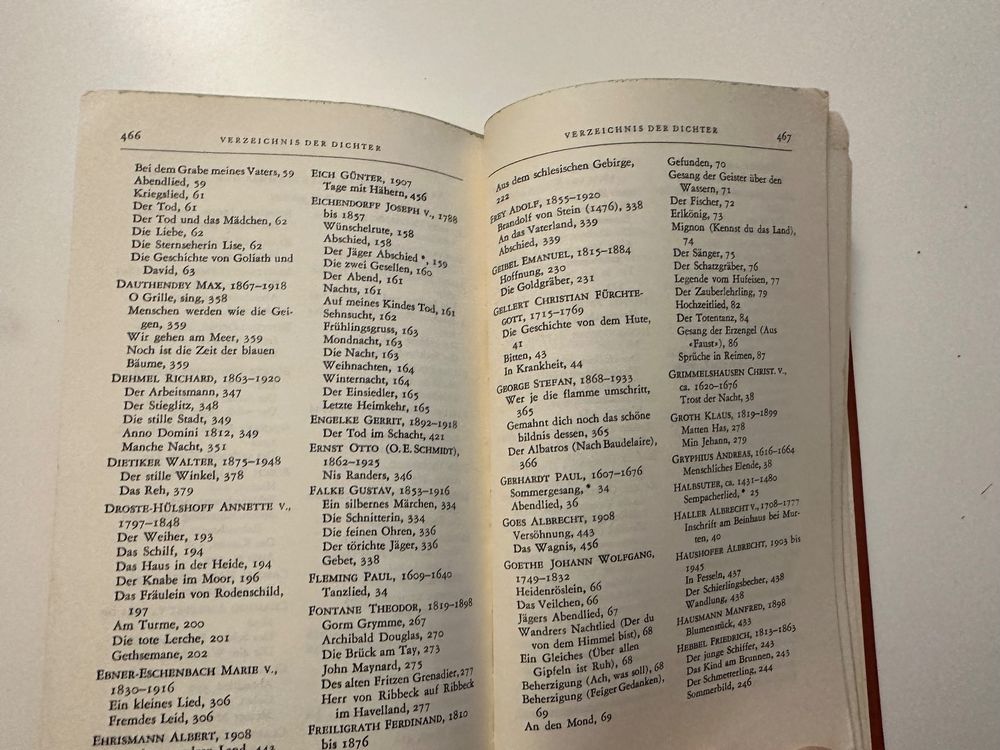 466
VERZEICHNIS DER DICHTER
Bei dem Grabe meines Vaters, 59
Abendlied, 59
Kriegslied, 61
Der Tod, 61
Der Tod und das Mädchen, 62
Die Liebe, 62
Die Sternseherin Lise, 62
Die Geschichte von Goliath und
David, 63
DAUTHENDEY MAX, 1867–1918
O Grille, sing, 358
Menschen werden wie die Gei-
gen, 359
Wir gehen am Meer, 359
Noch ist die Zeit der blauen
Bäume, 359
DEHMEL RICHARD, 1863–1920
Der Arbeitsmann, 347
Der Stieglitz, 348
Die stille Stadt, 349
Anno Domini 1812, 349
Manche Nacht, 351
DIETIKER WALTER, 1875–1948
Der stille Winkel, 378
Das Reh, 379
DROSTE-HÜLSHOFF ANNETTE V.,
1797–1848
Der Weiher, 193
Das Schilf, 194
Das Haus in der Heide, 194
Der Knabe im Moor, 196
Das Fräulein von Rodenschild,
197
Am Turme, 200
Die tote Lerche, 201
Gethsemane, 202
EBNER-ESCHENBACH MARIE V.,
1830–1916
Ein kleines Lied, 306
Fremdes Leid, 306
EHRISMANN ALBERT, 1908
EICH GÜNTER, 1907
Tage mit Hähern, 456
EICHENDORFF JOSEPH V., 1788
bis 1857
Wünschelrute, 158
Abschied, 158
Der Jäger Abschied *, 159
Die zwei Gesellen, 160
Der Abend, 161
Nachts, 161
Auf meines Kindes Tod, 161
Sehnsucht, 162
Frühlingsgruss, 163
Mondnacht, 163
Die Nacht, 163
Weihnachten, 164
Winternacht, 164
Der Einsiedler, 165
Letzte Heimkehr, 165
ENGELKE GERRIT, 1892–1918
Der Tod im Schacht, 421
ERNST OTTO (O. E. SCHMIDT),
1862–1925
Nis Randers, 346
FALKE GUSTAV, 1853–1916
Ein silbernes Märchen, 334
Die Schnitterin, 334
Die feinen Ohren, 336
Der törichte Jäger, 336
Gebet, 338
FLEMING PAUL, 1609–1640
Tanzlied, 34
FONTANE THEODOR, 1819–1898
Gorm Grymme, 267
Archibald Douglas, 270
Die Brück am Tay, 273
John Maynard, 275
Des alten Fritzen Grenadier, 277
Herr von Ribbeck auf Ribbeck
im Havelland, 277
FREILIGRATH FERDINAND, 1810
bis 1876
VERZEICHNIS DER DICHTER
467
Aus dem schlesischen Gebirge,
222
FREY ADOLF, 1855–1920
Brandolf von Stein (1476), 338
An das Vaterland, 339
Abschied, 339
GEIBEL EMANUEL, 1815–1884
Hoffnung, 230
Die Goldgräber, 231
GELLERT CHRISTIAN FÜRCHTE-
GOTT, 1715–1769
Die Geschichte von dem Hute,
41
Bitten, 43
In Krankheit, 44
GEORGE STEFAN, 1868–1933
Wer je die flamme umschritt,
365
Gemahnt dich noch das schöne
bildnis dessen, 365
Der Albatros (Nach Baudelaire),
366
GERHARDT PAUL, 1607–1676
Sommergesang, * 34
Abendlied, 36
GOES ALBRECHT, 1908
Versöhnung, 443
Das Wagnis, 456
GOETHE JOHANN WOLFGANG,
1749–1832
Heidenröslein, 66
Das Veilchen, 66
Jägers Abendlied, 67
Wandrers Nachtlied (Der du
von dem Himmel bist), 68
Ein Gleiches (Über allen
Gipfeln ist Ruh), 68
Beherzigung (Ach, was soll), 68
Beherzigung (Feiger Gedanken),
69
An den Mond, 69
Gefunden, 70
Gesang der Geister über den
Wassern, 71
Der Fischer, 72
Erlkönig, 73
Mignon (Kennst du das Land),
74
Der Sänger, 75
Der Schatzgräber, 76
Legende vom Hufeisen, 77
Der Zauberlehrling, 79
Hochzeitlied, 82
Der Totentanz, 84
Gesang der Erzengel (Aus
«Faust»), 86
Sprüche in Reimen, 87
GRIMMELSHAUSEN CHRIST. V.,
ca. 1620–1676
Trost der Nacht, 38
GROTH KLAUS, 1819–1899
Matten Has, 278
Min Jehann, 279
GRYPHIUS ANDREAS, 1616–1664
Menschliches Elende, 38
HALBSUTER, ca. 1431–1480
Sempacherlied, * 25
HALLER ALBRECHT V., 1708–1777
Inschrift am Beinhaus bei Mur-
ten, 40
HAUSHOFER ALBRECHT, 1903 bis
1945
In Fesseln, 437
Der Schierlingsbecher, 438
Wandlung, 438
HAUSMANN MANFRED, 1898
Blumenstück, 433
HEBBEL FRIEDRICH, 1813–1863
Der junge Schiffer, 243
Das Kind am Brunnen, 243
Der Schmetterling, 244
Sommerbild, 246